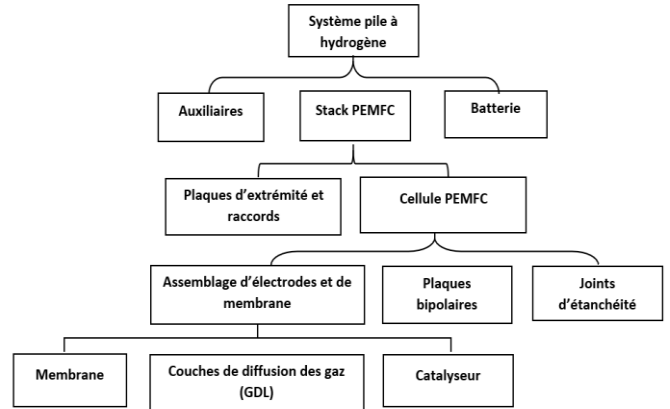 Système pile à
hydrogène
Auxiliaires
Stack PEMFC
Batterie
Plaques d'extrémité et
raccords
Cellule PEMFC
Assemblage d'électrodes et de
membrane
Plaques
bipolaires
Joints
d'étanchéité
Membrane
Couches de diffusion des gaz
(GDL)
Catalyseur